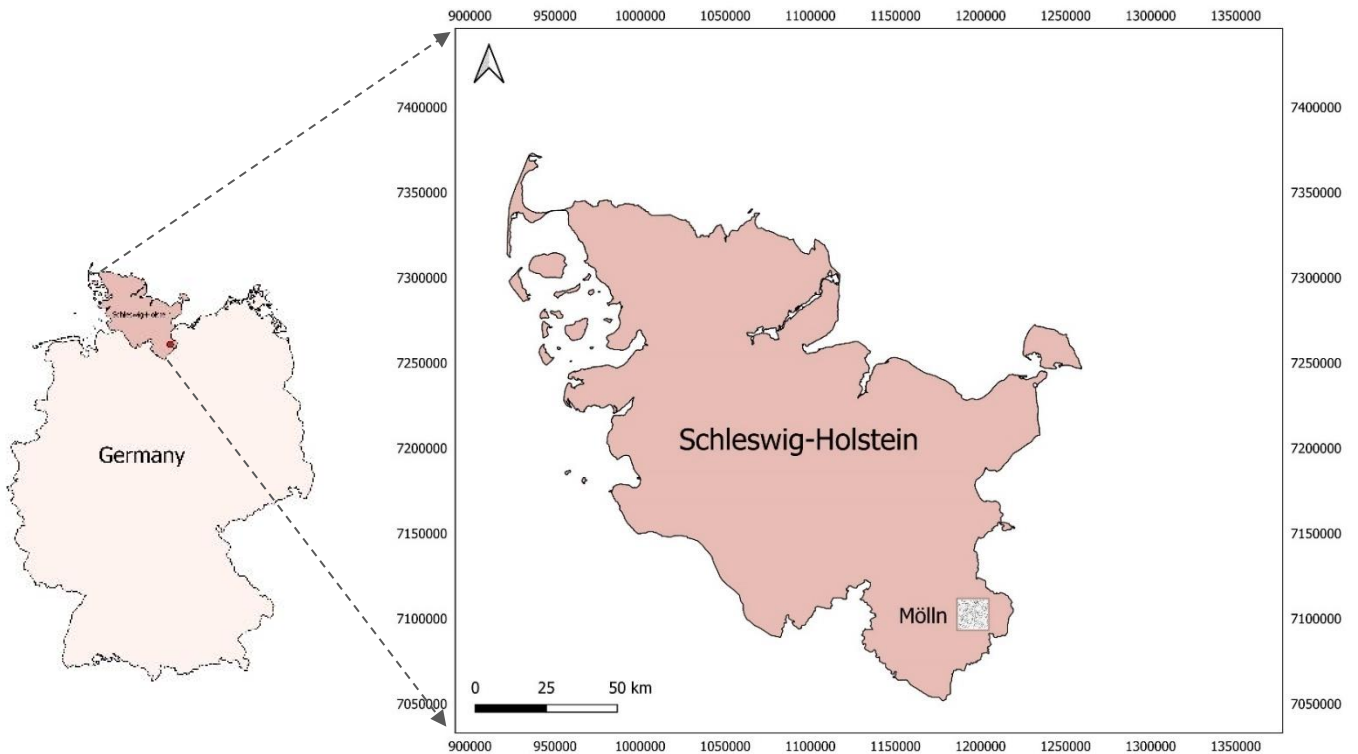 900000 950000 1000000 1050000 1100000 1150000 1200000 1250000 1300000 1350000
7400000 7400000
7350000 7350000
7300000 7300000
Schleswig-Holste
7250000 7250000
Germany
Schleswig-Holstein
7200000 7200000
7150000 7150000
Mölln
7100000 7100000
0 25 50 km
7050000 7050000
900000 950000 1000000 1050000 1100000 1150000 1200000 1250000 1300000 1350000